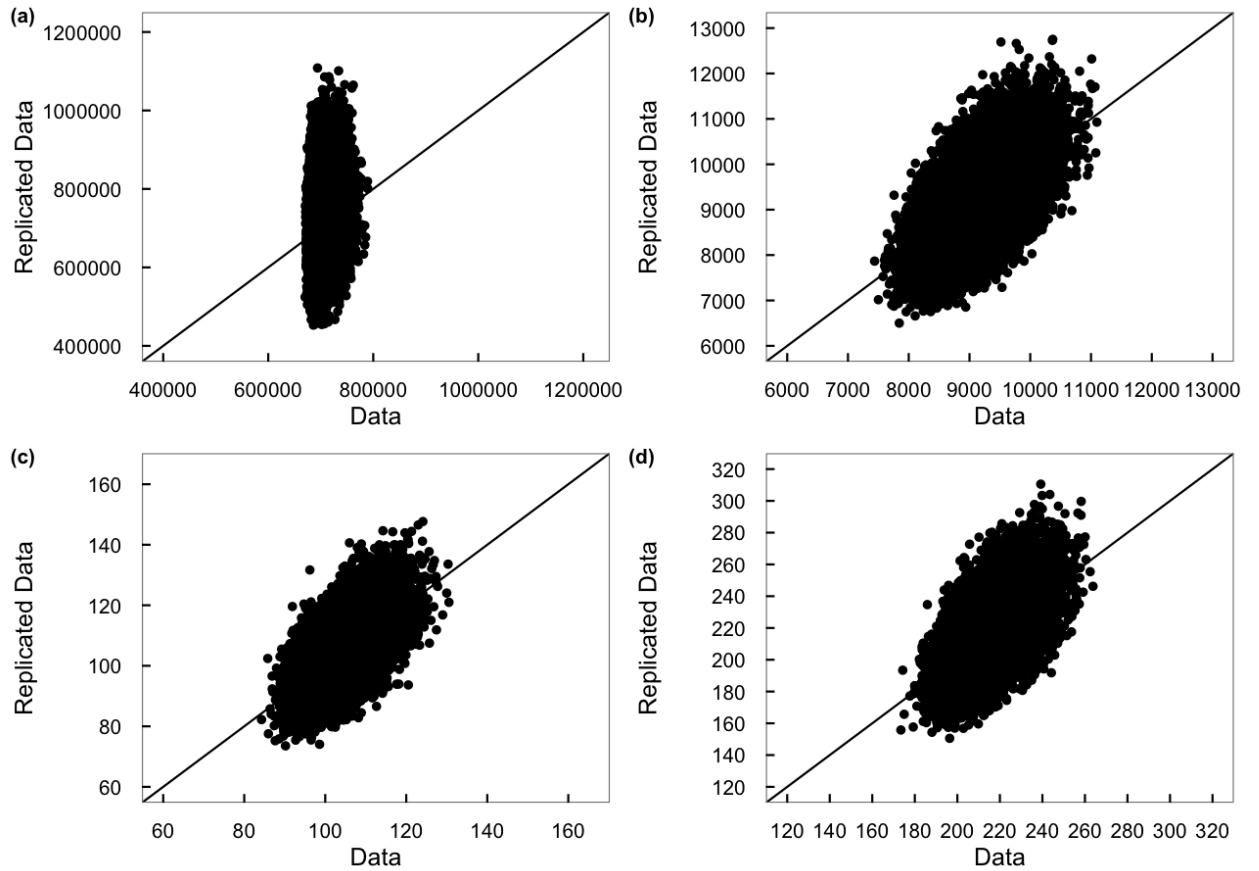 (a)
1200000
1000000
800000
600000
400000
Replicated Data
400000 600000 800000 1000000 1200000
Data
(b)
13000
12000
11000
10000
9000
8000
7000
6000
Replicated Data
6000 7000 8000 9000 10000 11000 12000 13000
Data
(c)
160
140
120
100
80
60
Replicated Data
60 80 100 120 140 160
Data
(d)
320
300
280
260
240
220
200
180
160
140
120
Replicated Data
120 140 160 180 200 220 240 260 280 300 320
Data